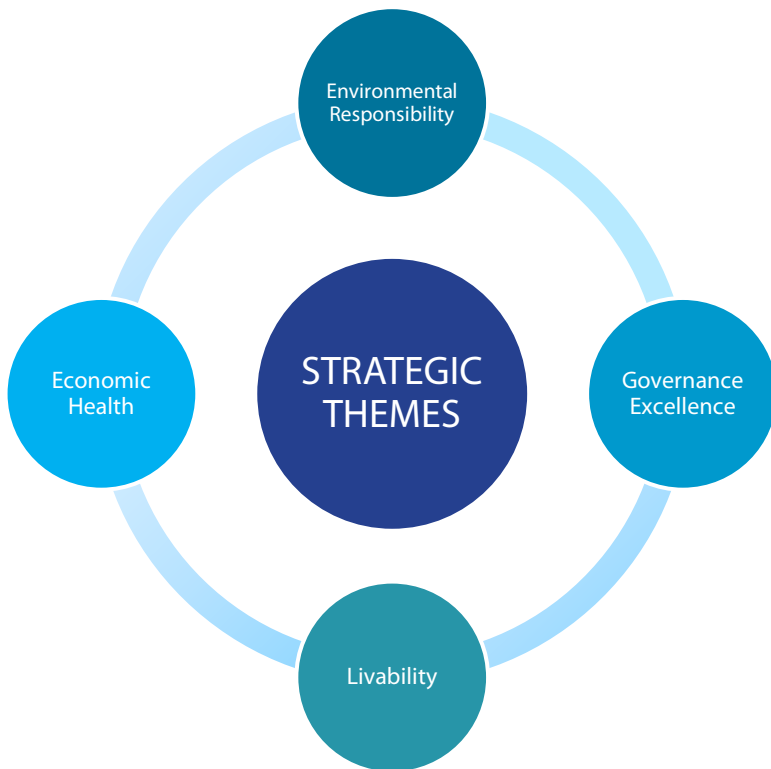 Environmental
Responsibility
Economic
Health
STRATEGIC
THEMES
Governance
Excellence
Livability